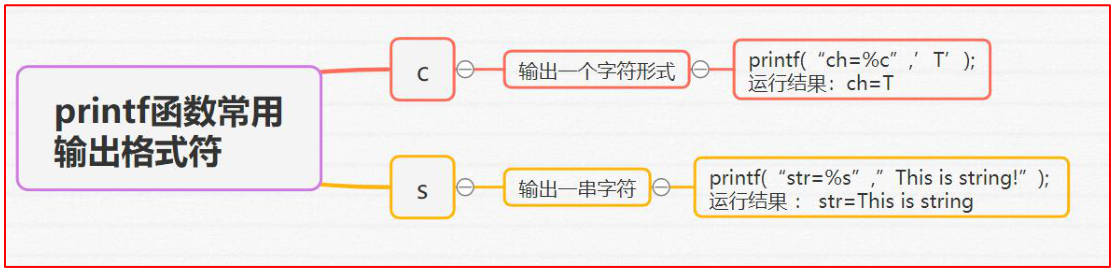 printf函数常用
输出格式符
c
输出一个字符形式
printf(“ch=%c”,’T’);
运行结果：ch=T
s
输出一串字符
printf(“str=%s”,”This is string!”);
运行结果： str=This is string